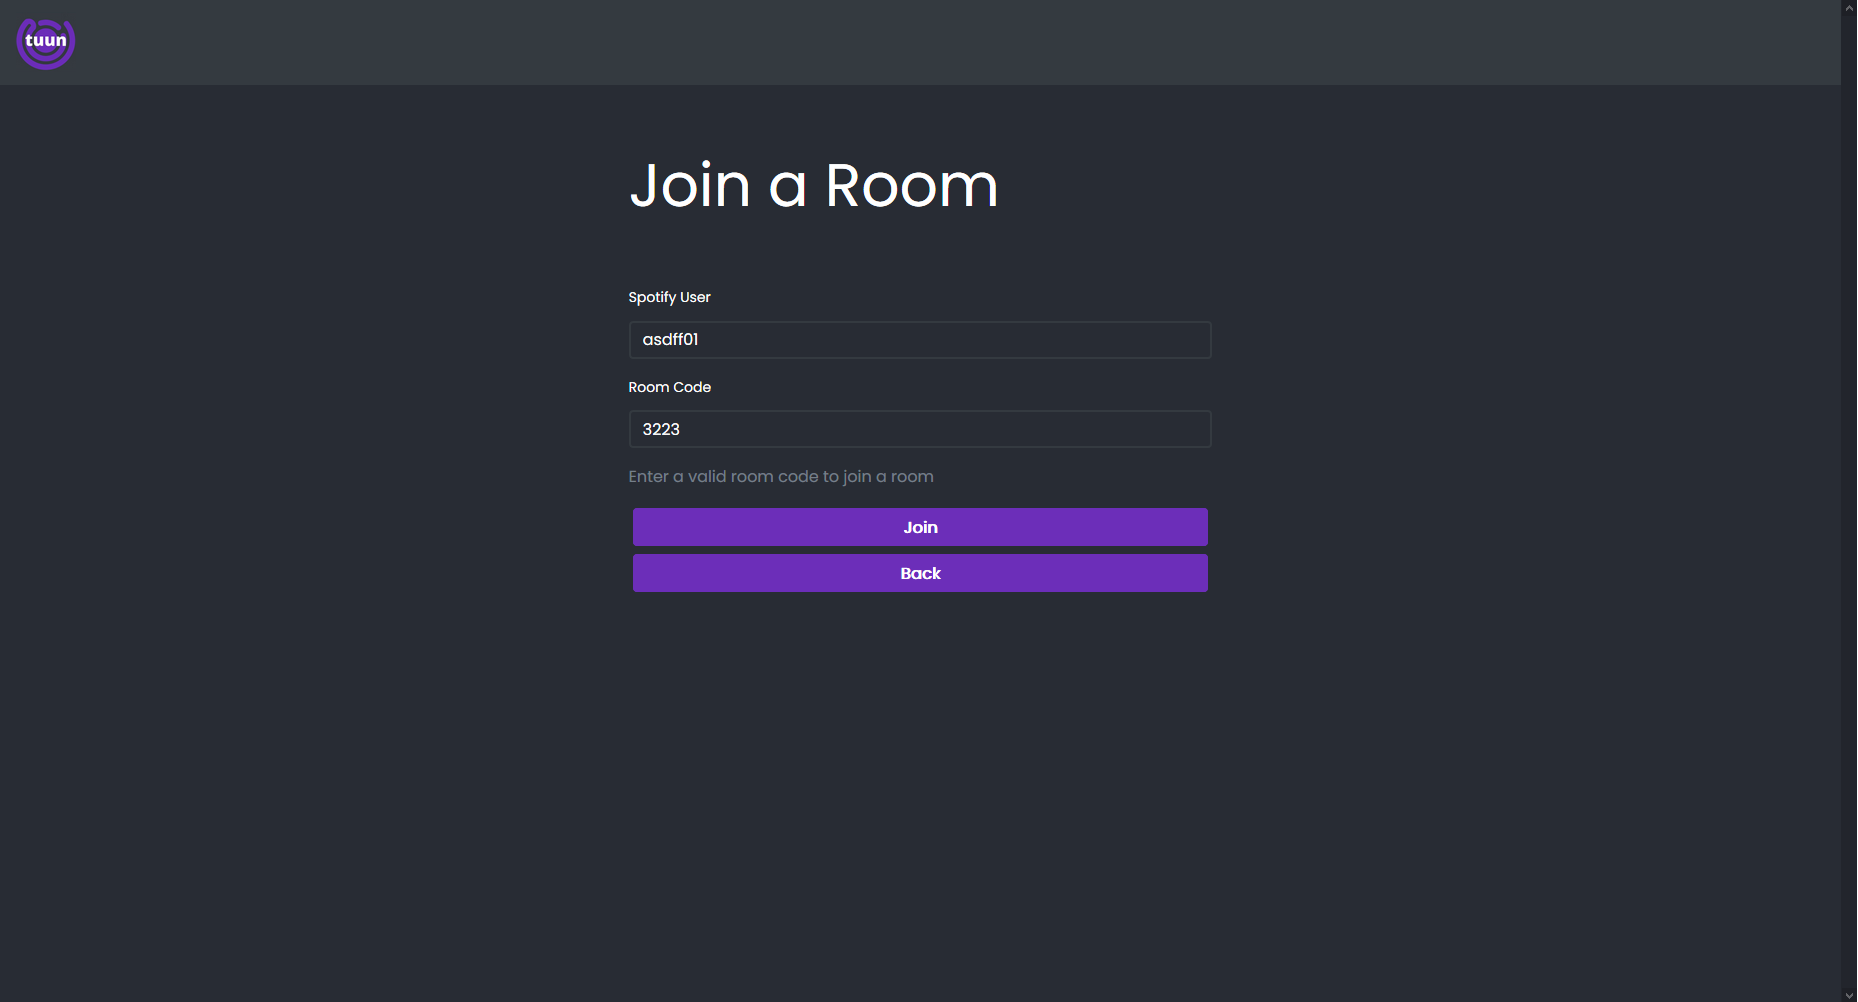 tuun
Join a Room
Spotify User
asdff01
Room Code
3223
Enter a valid room code to join a room
Join
Back